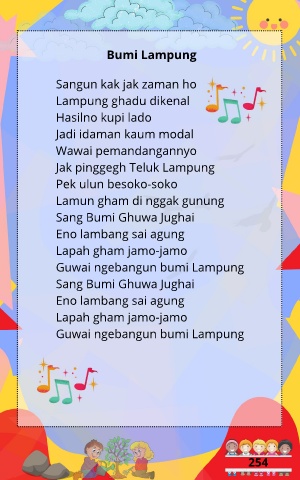 Bumi Lampung
Sangun kak jak zaman ho
Lampung ghadu dikenal
Hasilno kupi lado
Jadi idaman kaum modal
Wawai pemandangannyo
Jak pinggegh Teluk Lampung
Pek ulun besoko-soko
Lamun gham di nggak gunung
Sang Bumi Ghuwa Jughai
Eno lambang sai agung
Lapah gham jamo-jamo
Guwai ngebangun bumi Lampung
Sang Bumi Ghuwa Jughai
Eno lambang sai agung
Lapah gham jamo-jamo
Guwai ngebangun bumi Lampung
254